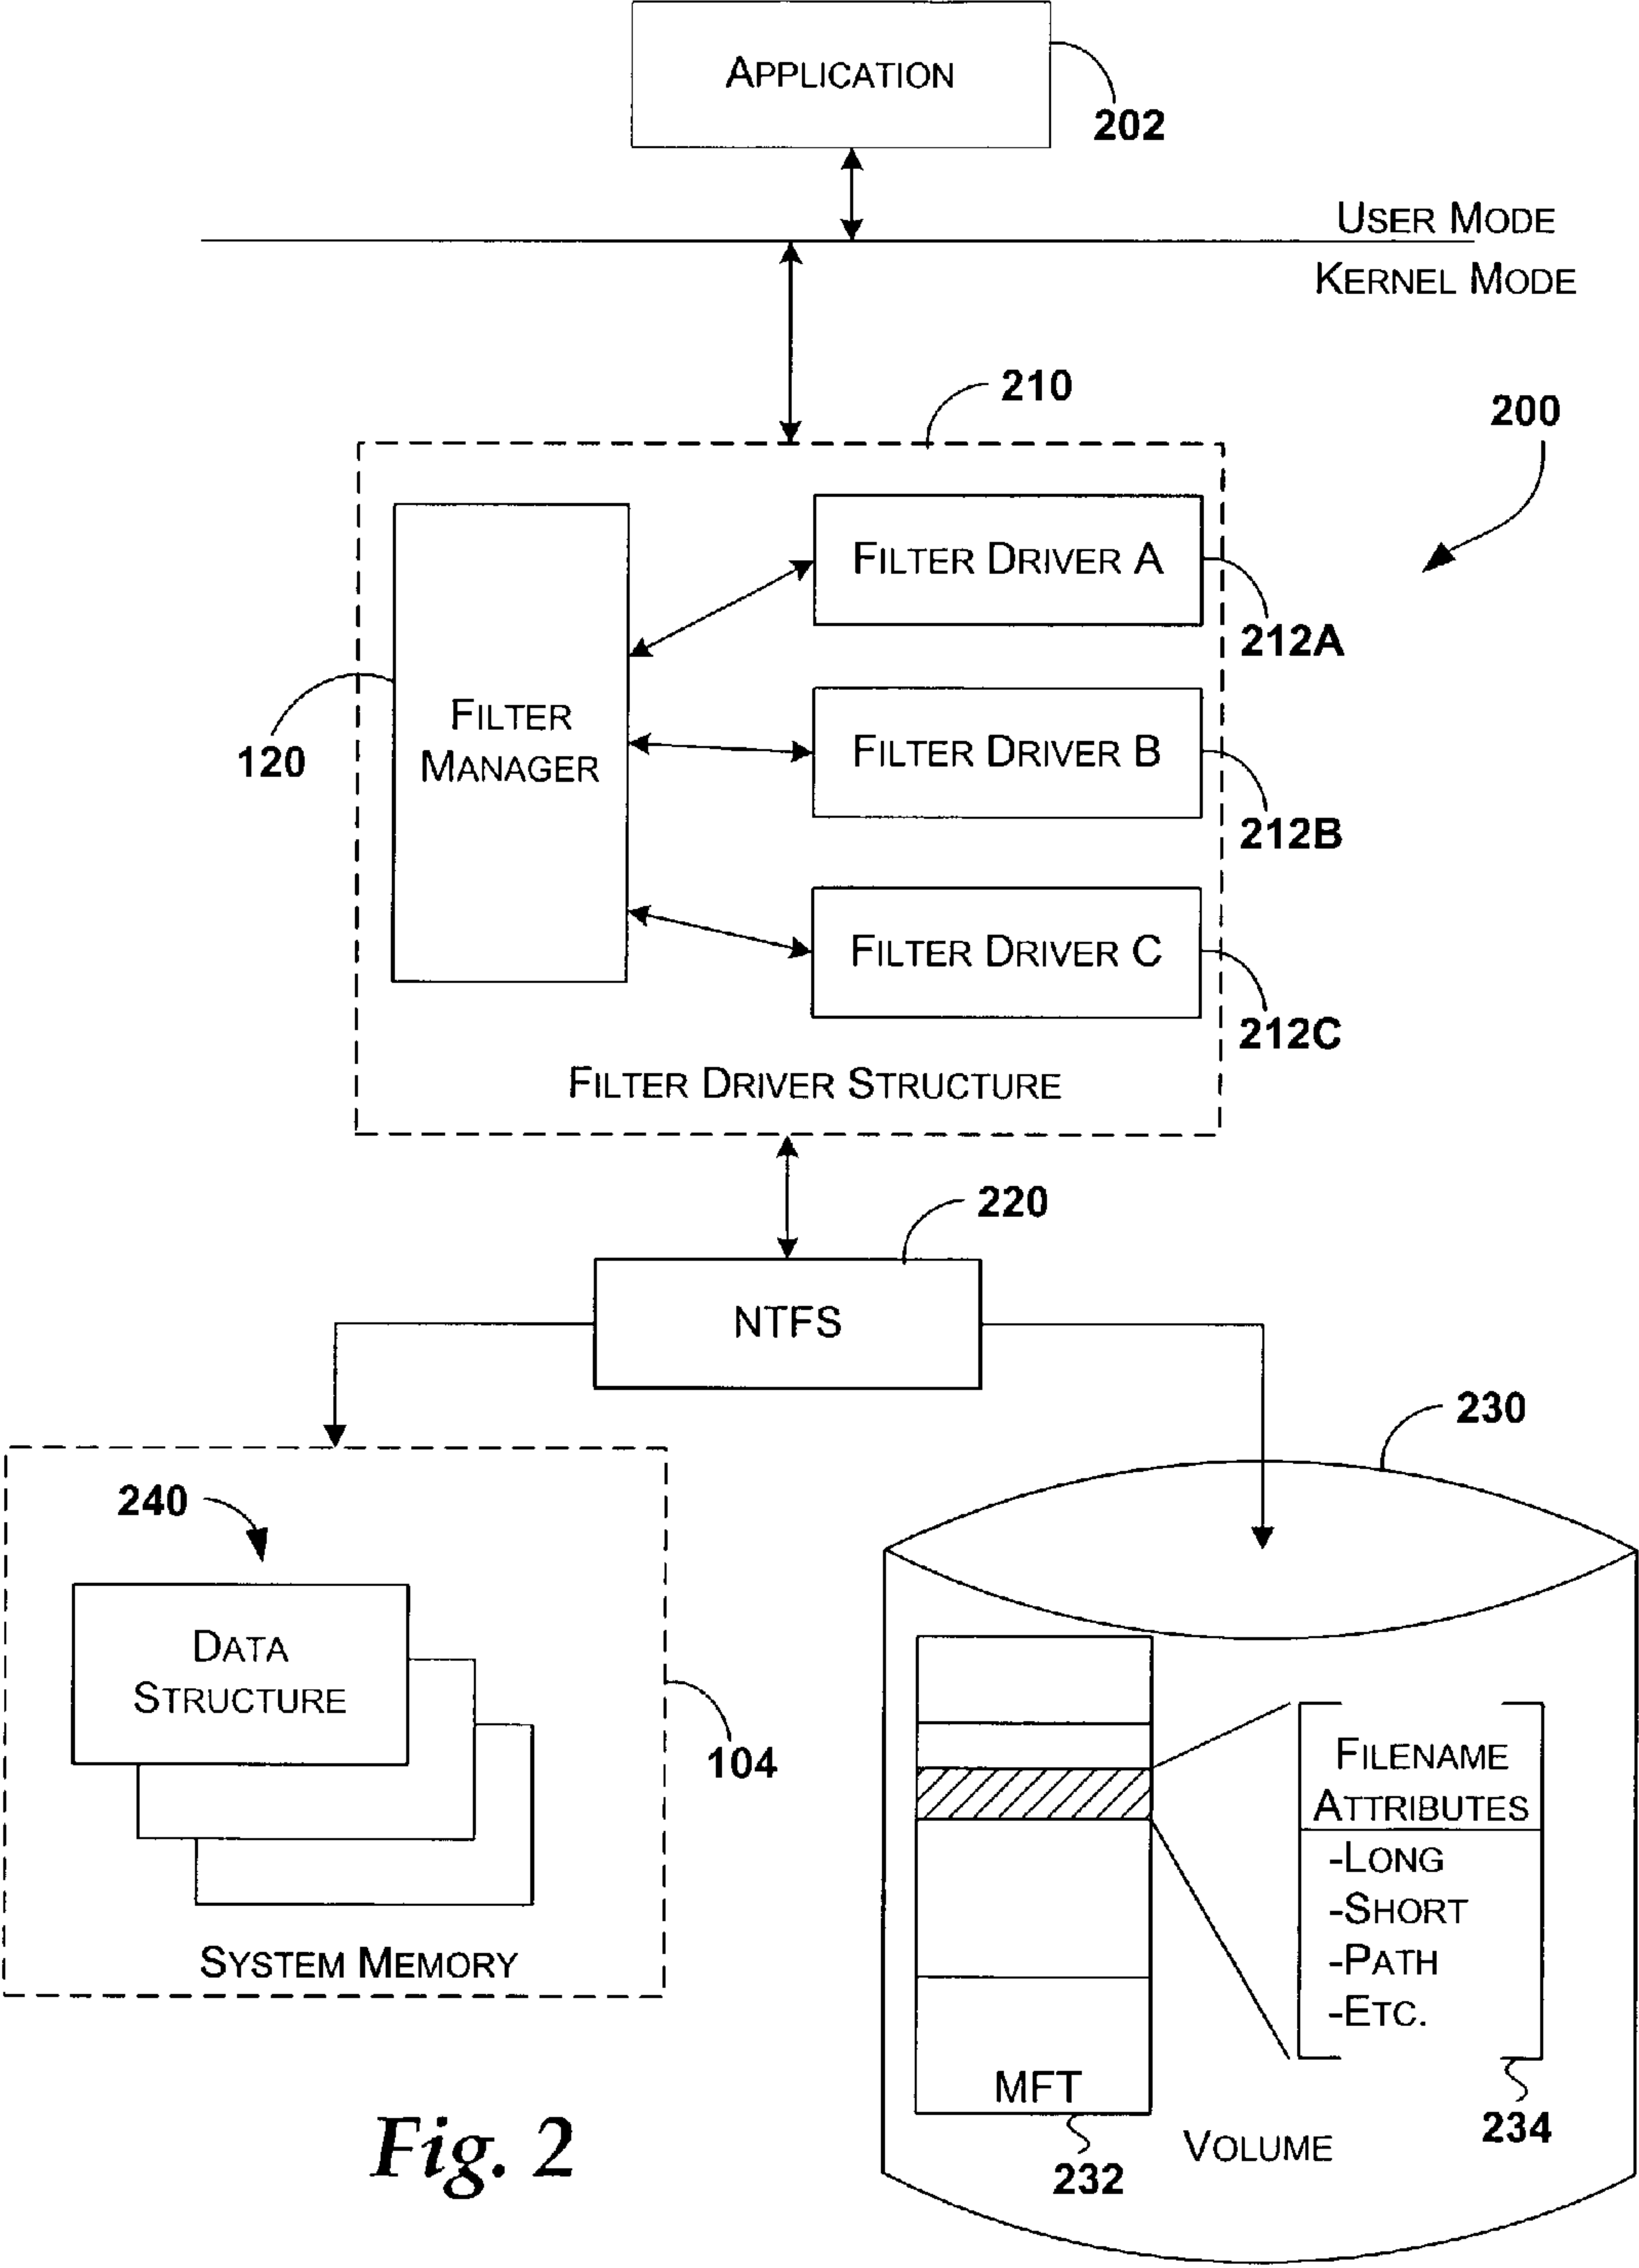 APPLICATION
202
USER MODE
KERNEL MODE
210
200
FILTER DRIVER A
212A
FILTER
MANAGER
120
FILTER DRIVER B
212B
FILTER DRIVER C
212C
FILTER DRIVER STRUCTURE
220
NTFS
230
240
DATA
STRUCTURE
104
SYSTEM MEMORY
FILENAME
ATTRIBUTES
-LONG
-SHORT
-PATH
-ETC.
MFT
234
VOLUME
232
Fig. 2